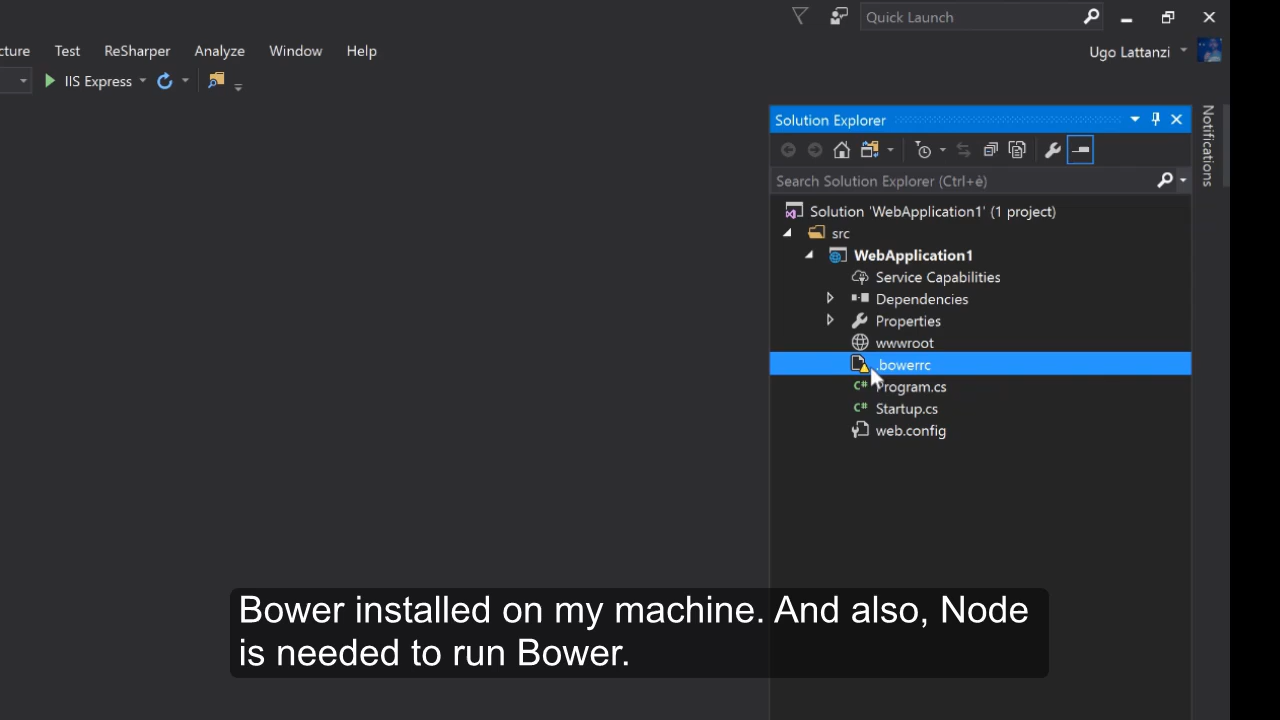 Quick Launch
cture Test ReSharper Analyze Window Help
Ugo Lattanzi
IIS Express
Solution Explorer
Notifications
Search Solution Explorer (Ctrl+è)
Solution 'WebApplication1' (1 project)
src
WebApplication1
Service Capabilities
Dependencies
Properties
wwwroot
.bowerrc
C# Program.cs
C# Startup.cs
web.config
Bower installed on my machine. And also, Node
is needed to run Bower.